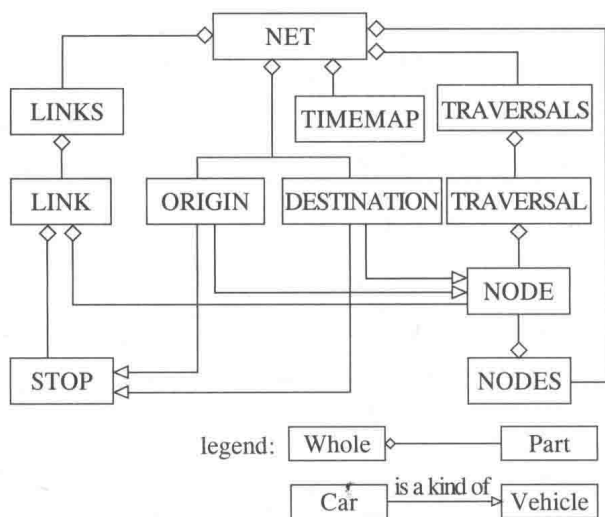 NET
LINKS
TIMEMAP
TRAVERSALS
LINK
ORIGIN
DESTINATION
TRAVERSAL
NODE
STOP
NODES
legend:
Whole
Part
Car
is a kind of
Vehicle